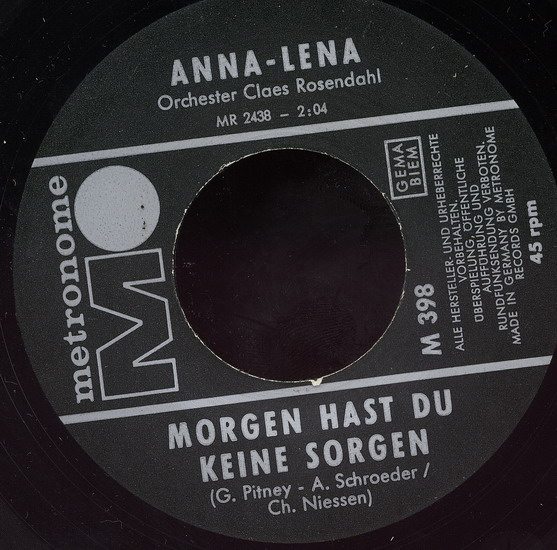 ANNA-LENA
Orchester Claes Rosendahl
MR 2438 – 2:04
metronome
M
GEMA
BIEM
M 398
ALLE HERSTELLER- UND URHEBERRECHTE
VORBEHALTEN.
ÜBERSPIELUNG, ÖFFENTLICHE
AUFFÜHRUNG UND
RUNDFUNKSENDUNG VERBOTEN.
MADE IN GERMANY BY METRONOME
RECORDS GMBH
45 rpm
MORGEN HAST DU
KEINE SORGEN
(G. Pitney - A. Schroeder /
Ch. Niessen)